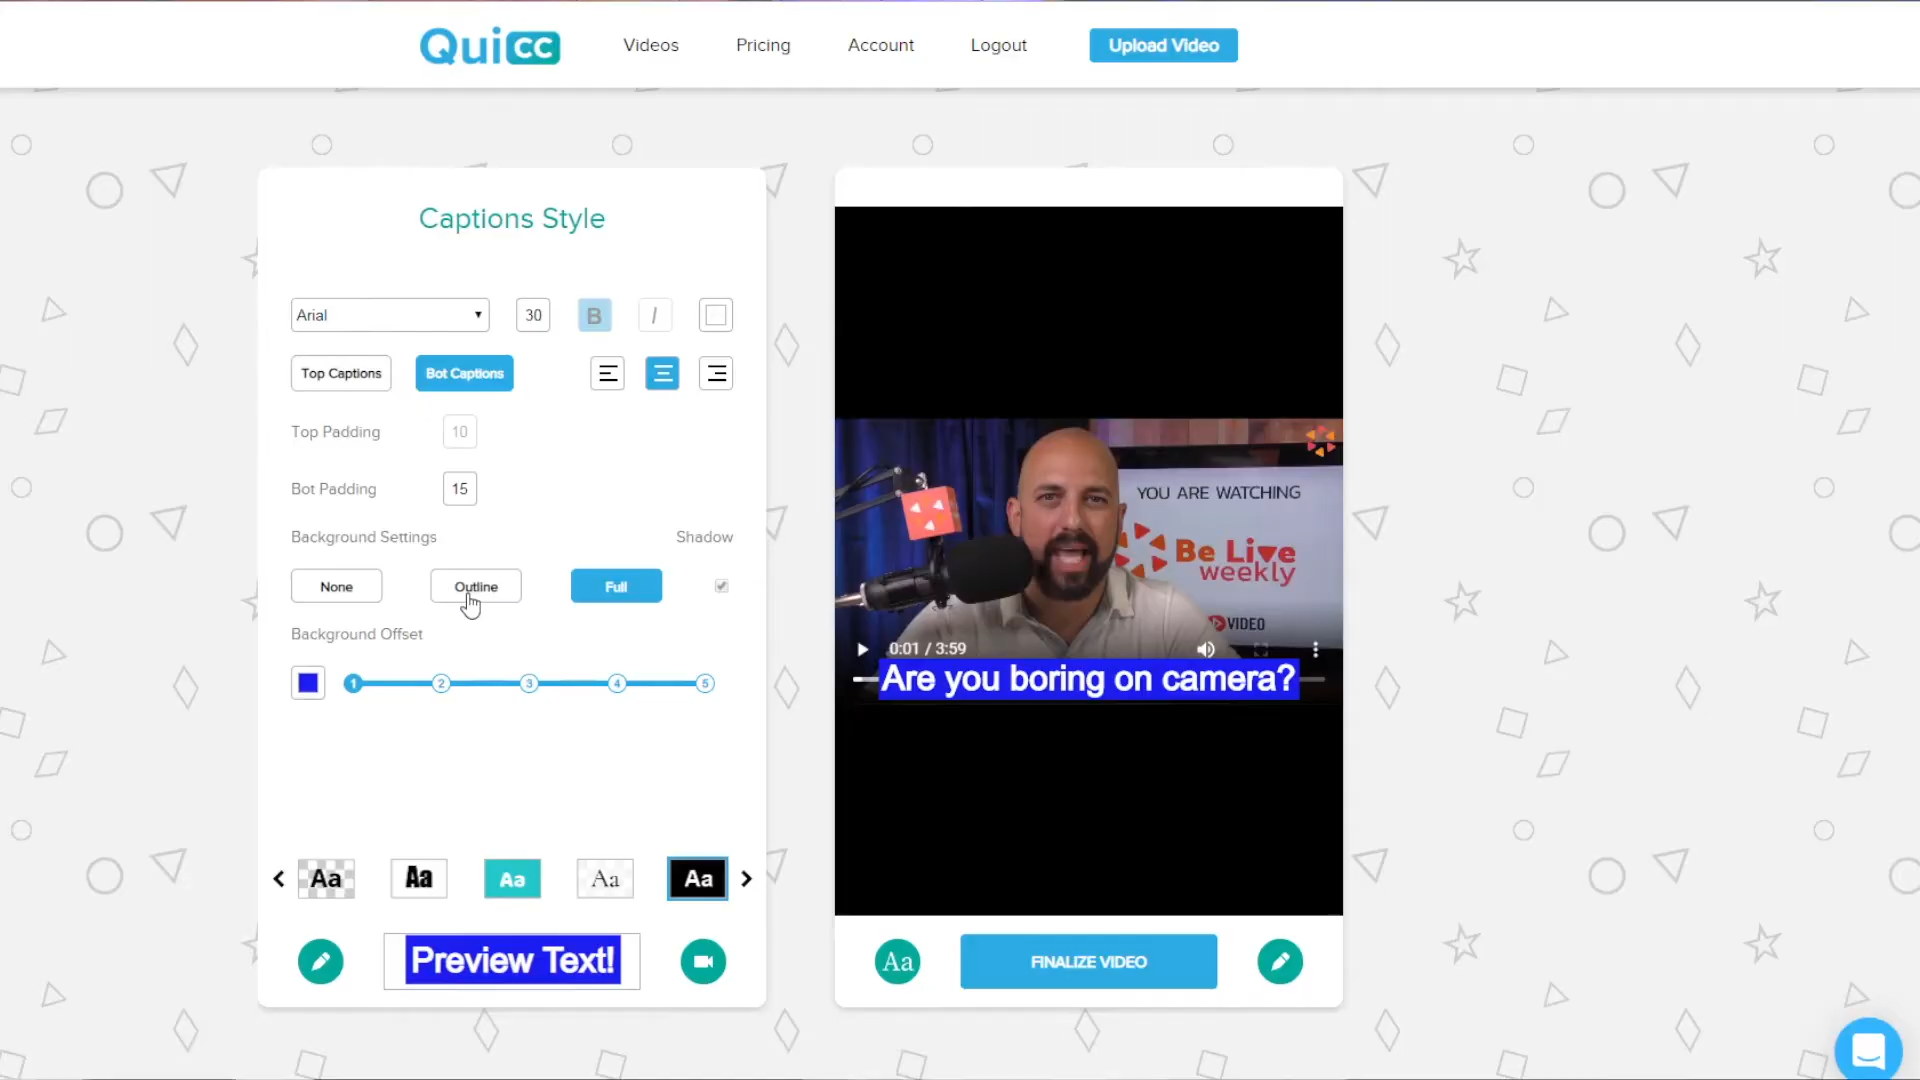 Quicc
Videos
Pricing
Account
Logout
Upload Video
Captions Style
Arial
30
B
I
Top Captions
Bot Captions
Top Padding
10
Bot Padding
15
Background Settings
Shadow
None
Outline
Full
Background Offset
1
2
3
4
5
Aa
Aa
Aa
Aa
Aa
Preview Text!
YOU ARE WATCHING
Be Live
weekly
VIDEO
0:01 / 3:59
Are you boring on camera?
Aa
FINALIZE VIDEO